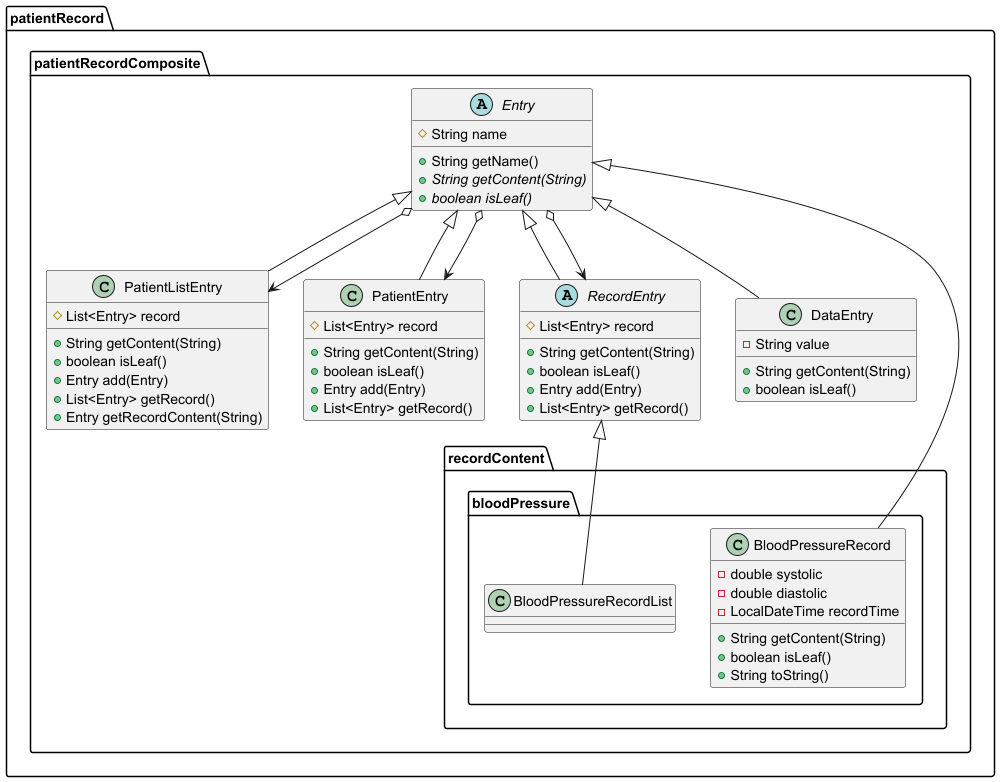 patientRecord
patientRecordComposite
A Entry
String name
String getName()
String getContent(String)
boolean isLeaf()
C PatientListEntry
List<Entry> record
String getContent(String)
boolean isLeaf()
Entry add(Entry)
List<Entry> getRecord()
Entry getRecordContent(String)
C PatientEntry
List<Entry> record
String getContent(String)
boolean isLeaf()
Entry add(Entry)
List<Entry> getRecord()
A RecordEntry
List<Entry> record
String getContent(String)
boolean isLeaf()
Entry add(Entry)
List<Entry> getRecord()
C DataEntry
String value
String getContent(String)
boolean isLeaf()
recordContent
bloodPressure
C BloodPressureRecordList
C BloodPressureRecord
double systolic
double diastolic
LocalDateTime recordTime
String getContent(String)
boolean isLeaf()
String toString()